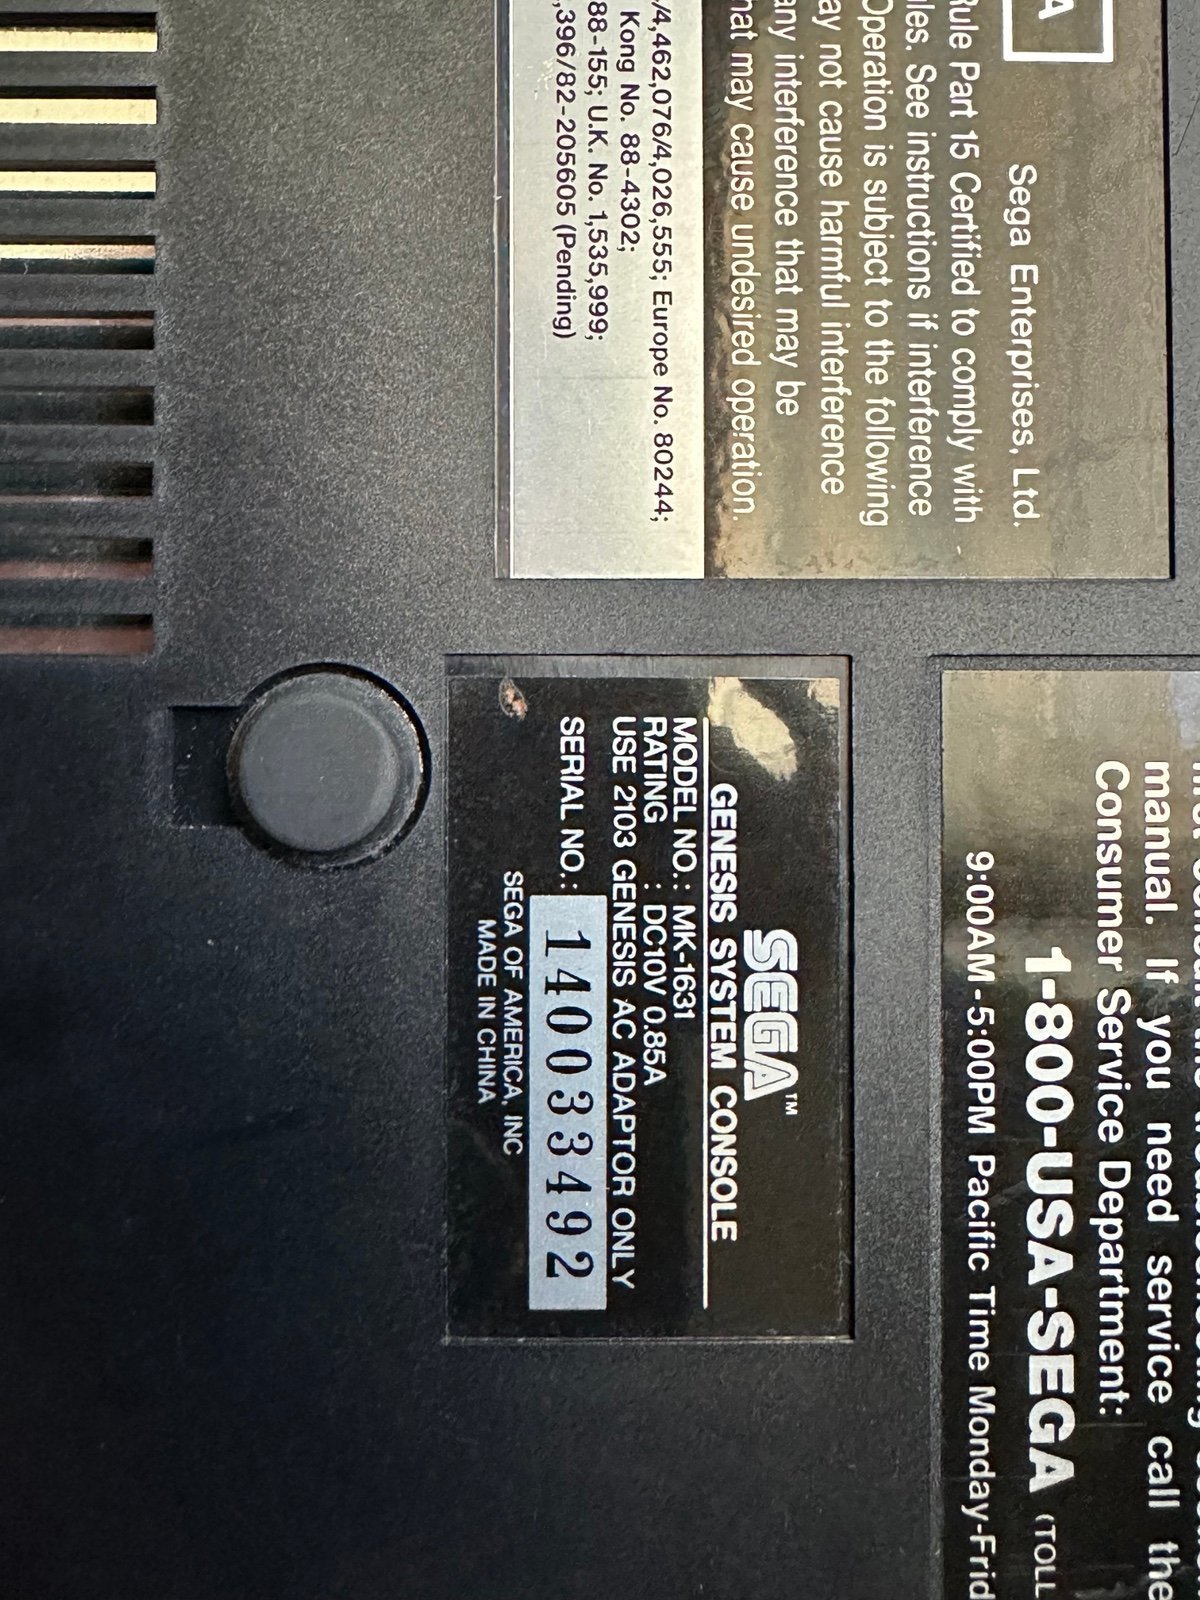 A
Sega Enterprises, Ltd.
Rule Part 15 Certified to comply with
See instructions if interference
Operation is subject to the following
not cause harmful interference
any interference that may be
may cause undesired operation.
/4,462,076/4,026,555; Europe No. 80244;
Kong No. 88-4302;
88-155; U.K. No. 1,535,999;
,396/82-205605 (Pending)
manual. If you need service call the
Consumer Service Department:
1-800-USA-SEGA (TOLL
9:00AM-5:00PM Pacific Time Monday-Frid
SEGA™
GENESIS SYSTEM CONSOLE
MODEL NO.: MK-1631
RATING : DC10V 0.85A
USE 2103 GENESIS AC ADAPTOR ONLY
SERIAL NO.: 140033492
SEGA OF AMERICA, INC
MADE IN CHINA